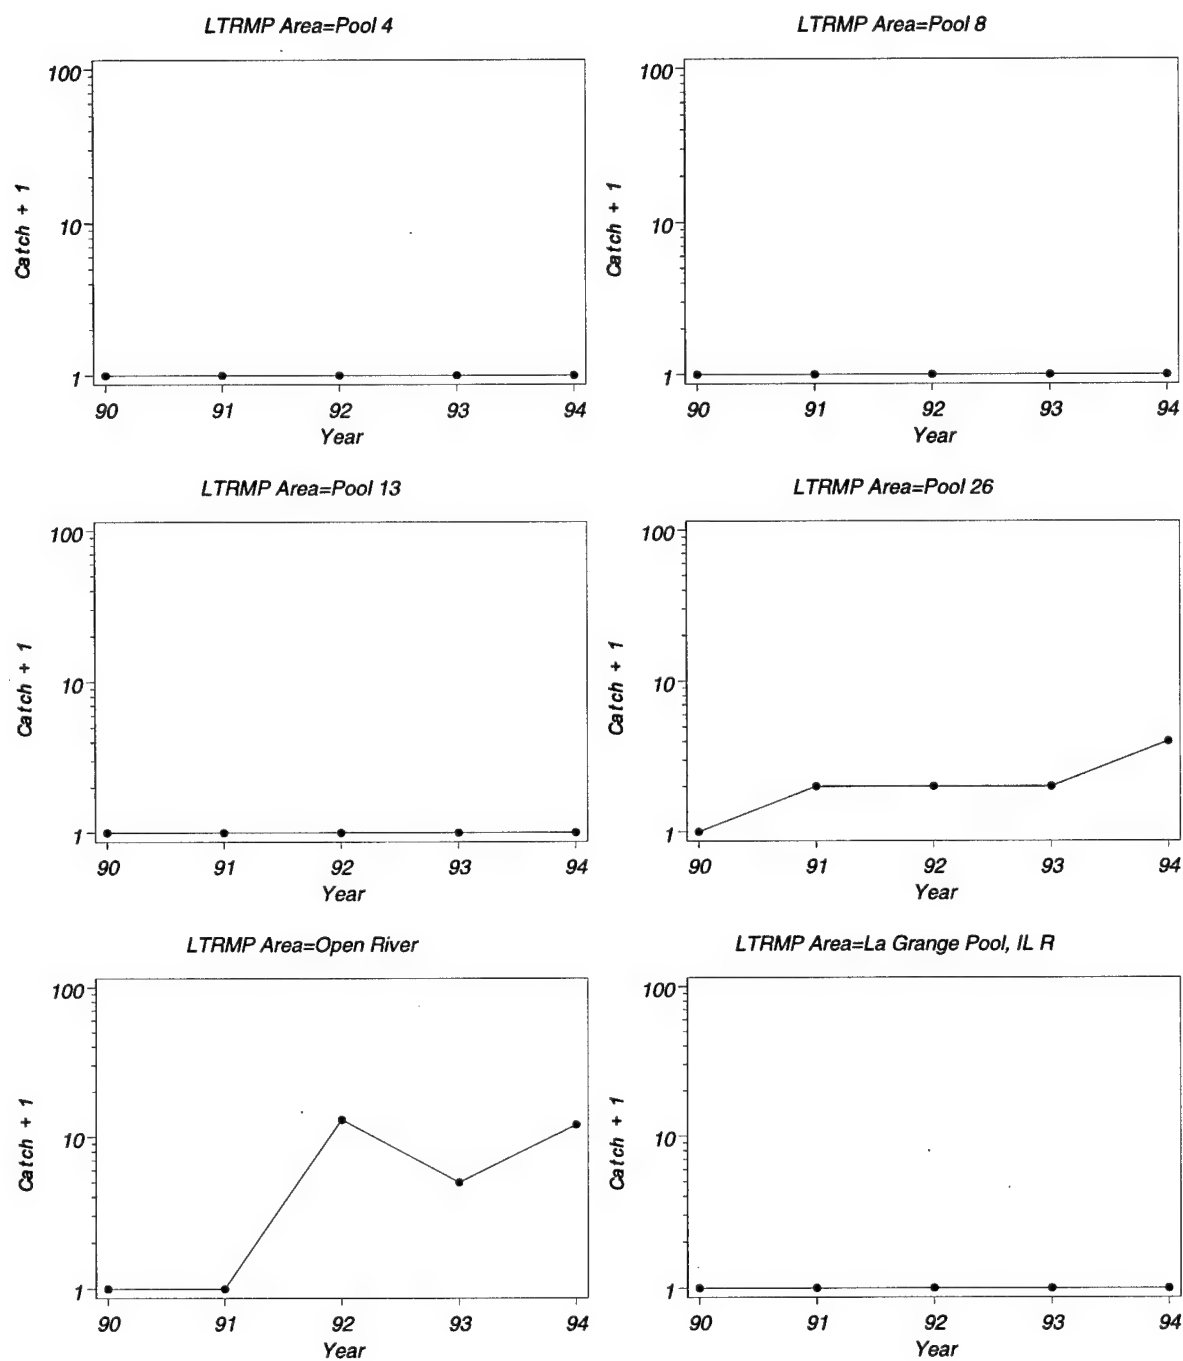 LTRMP Area=Pool 4
LTRMP Area=Pool 8
100
10
1
Catch + 1
90 91 92 93 94
Year
100
10
1
Catch + 1
90 91 92 93 94
Year
LTRMP Area=Pool 13
LTRMP Area=Pool 26
100
10
1
Catch + 1
90 91 92 93 94
Year
100
10
1
Catch + 1
90 91 92 93 94
Year
LTRMP Area=Open River
LTRMP Area=La Grange Pool, IL R
100
10
1
Catch + 1
90 91 92 93 94
Year
100
10
1
Catch + 1
90 91 92 93 94
Year